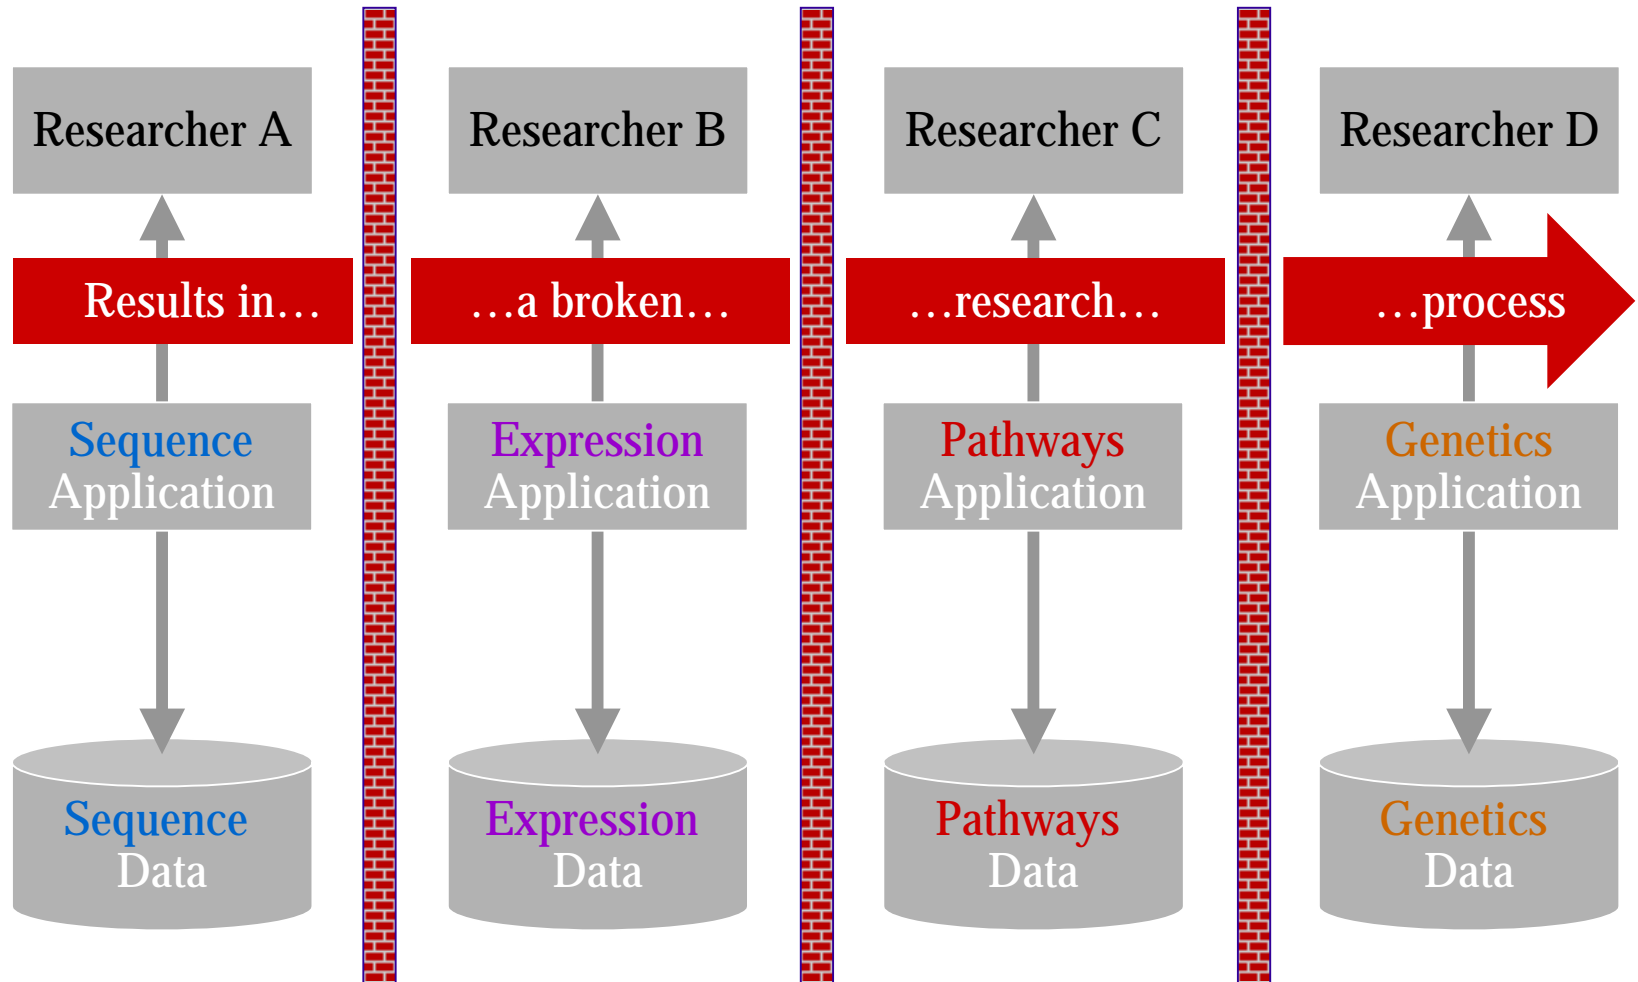 Researcher A
Researcher B
Researcher C
Researcher D
Results in…
…a broken…
…research…
…process
Sequence
Application
Expression
Application
Pathways
Application
Genetics
Application
Sequence
Data
Expression
Data
Pathways
Data
Genetics
Data